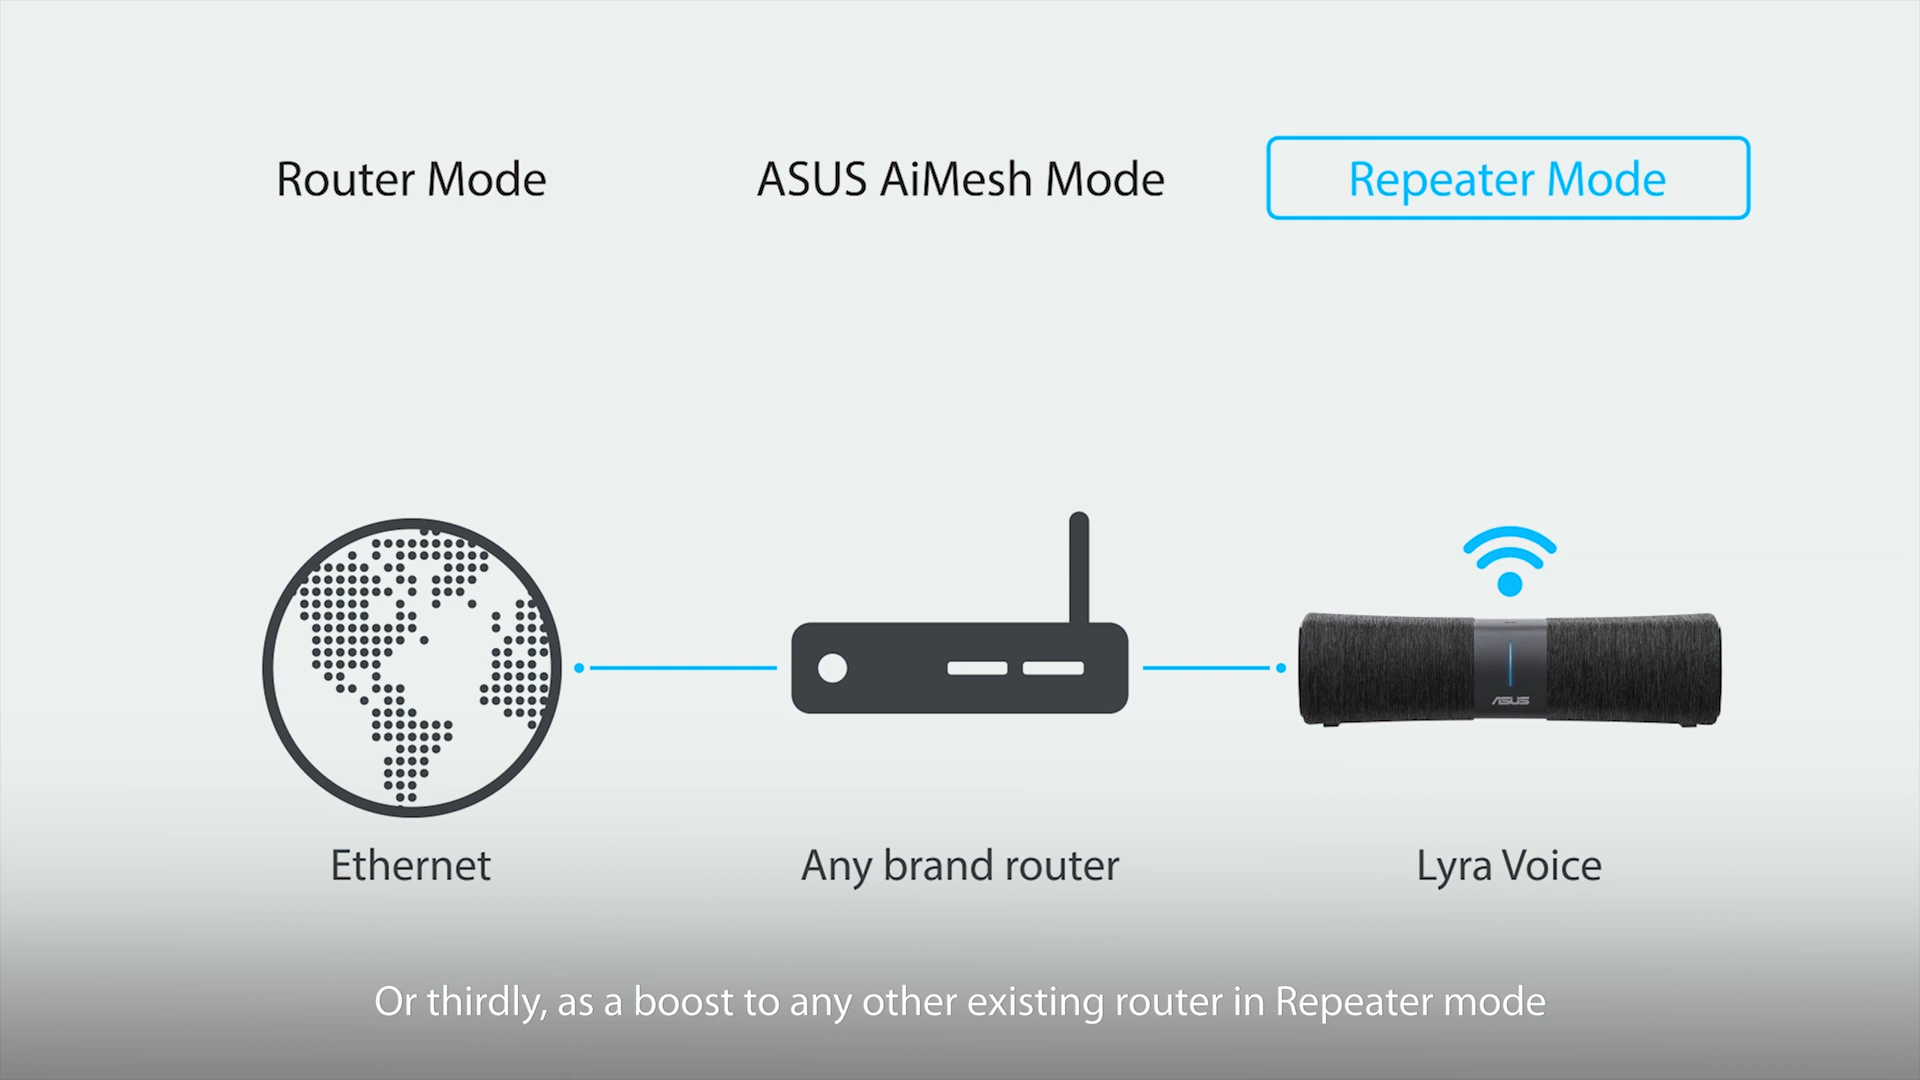 Router Mode
ASUS AiMesh Mode
Repeater Mode
ASUS
Ethernet
Any brand router
Lyra Voice
Or thirdly, as a boost to any other existing router in Repeater mode